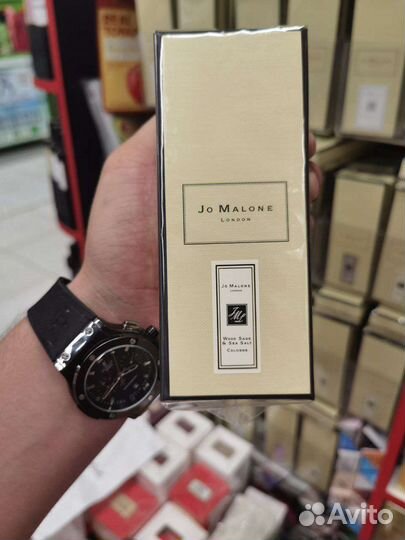 JO MALONE
LONDON
JO MALONE
LONDON
WOOD SAGE
& SEA SALT
COLOGNE
Avito